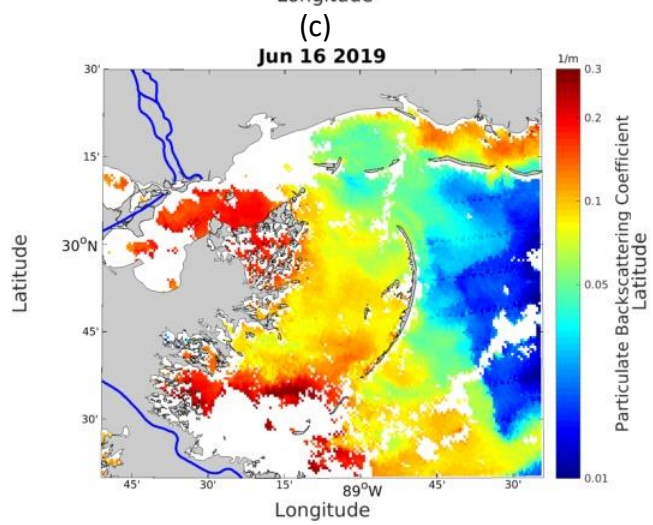 Longitude
(c)
Jun 16 2019
1/m
30'
15'
30°N
45'
30'
Latitude
0.3
0.2
0.1
0.05
0.01
Particulate Backscattering Coefficient
Latitude
45'
30'
15'
89°W
45'
30'
Longitude